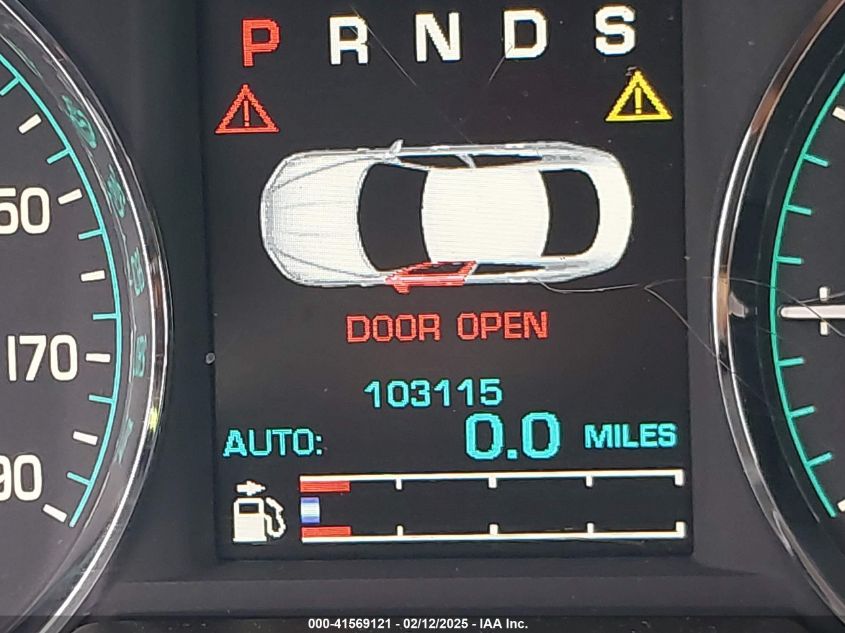 P R N D S
50
170
90
DOOR OPEN
103115
AUTO: 0.0 MILES
000-41569121 - 02/12/2025 - IAA Inc.